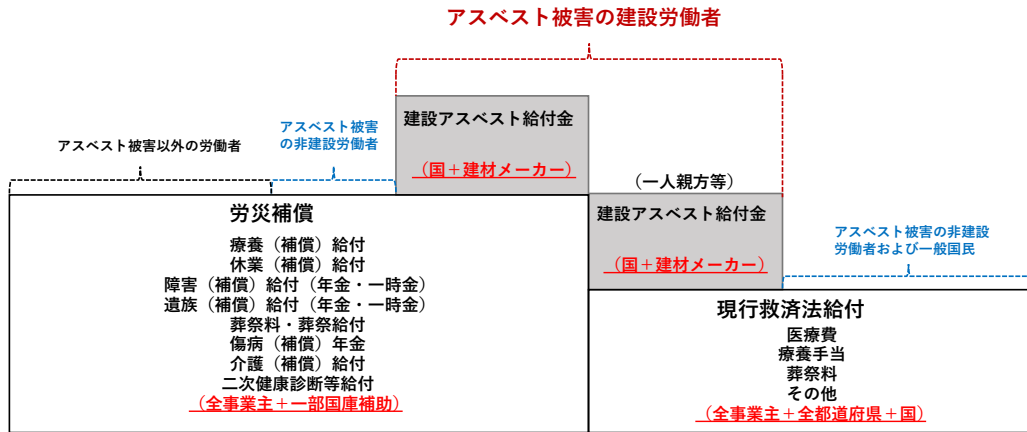 アスベスト被害の建設労働者
アスベスト被害以外の労働者
アスベスト被害
の非建設労働者
建設アスベスト給付金
（国＋建材メーカー）
（一人親方等）
建設アスベスト給付金
（国＋建材メーカー）
アスベスト被害の非建設
労働者および一般国民
労災補償
療養（補償）給付
休業（補償）給付
障害（補償）給付（年金・一時金）
遺族（補償）給付（年金・一時金）
葬祭料・葬祭給付
傷病（補償）年金
介護（補償）給付
二次健康診断等給付
（全事業主＋一部国庫補助）
現行救済法給付
医療費
療養手当
葬祭料
その他
（全事業主＋全都道府県＋国）